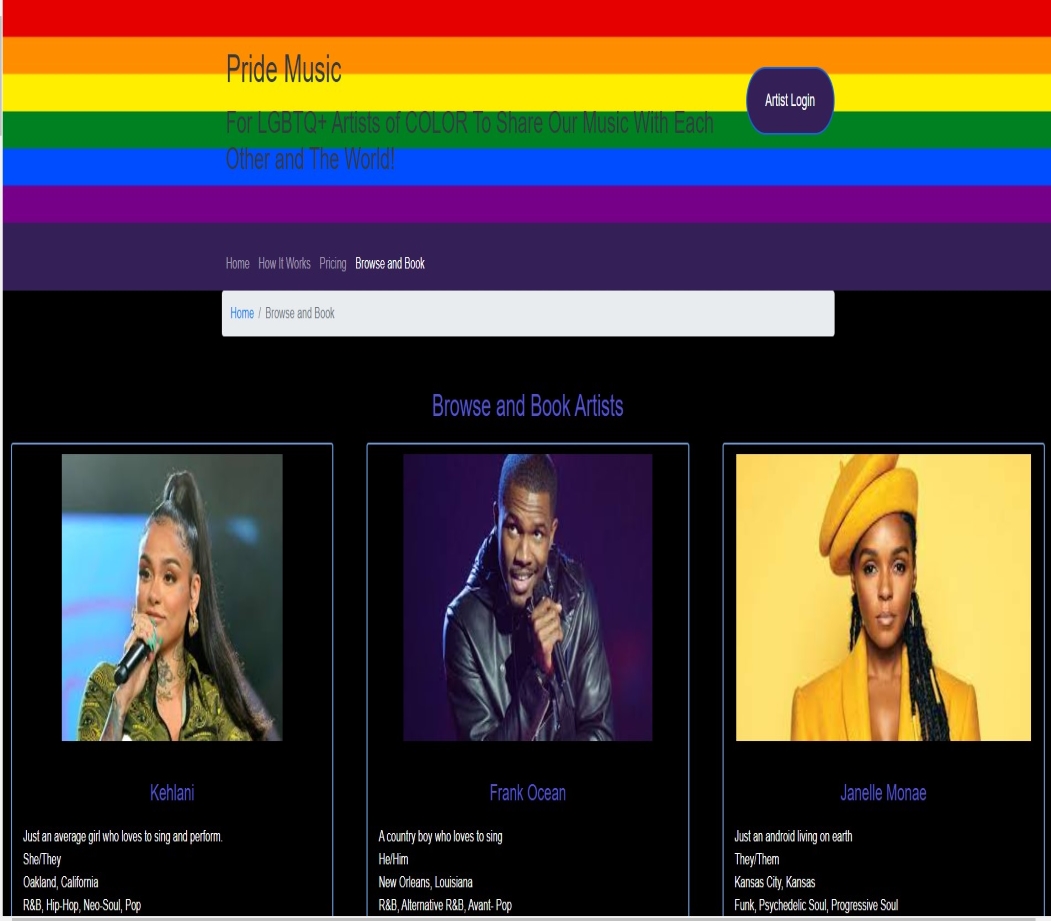 Pride Music
Artist Login
For LGBTQ+ Artists of COLOR To Share Our Music With Each
Other and The World!
Home How It Works Pricing Browse and Book
Home / Browse and Book
Browse and Book Artists
Kehlani
Just an average girl who loves to sing and perform.
She/They
Oakland, California
R&B, Hip-Hop, Neo-Soul, Pop
Frank Ocean
A country boy who loves to sing
He/Him
New Orleans, Louisiana
R&B, Alternative R&B, Avant- Pop
Janelle Monae
Just an android living on earth
They/Them
Kansas City, Kansas
Funk, Psychedelic Soul, Progressive Soul